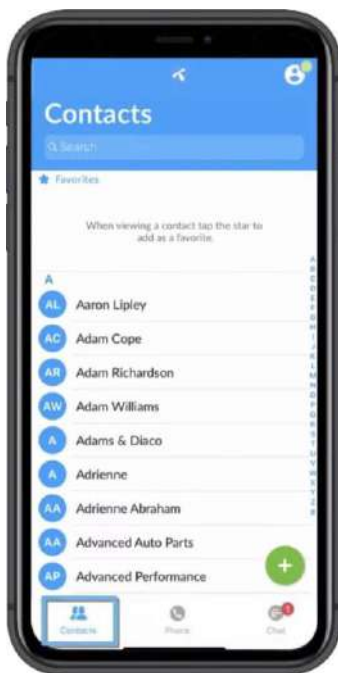 Contacts
Search
Favorites
When viewing a contact tap the star to
add as a favorite.
A
AL Aaron Lipley
AC Adam Cope
AR Adam Richardson
AW Adam Williams
A Adams & Diaco
A Adrienne
AA Adrienne Abraham
AA Advanced Auto Parts
AP Advanced Performance
+
A
B
C
D
E
F
G
H
I
J
K
L
M
N
O
P
Q
R
S
T
U
V
W
X
Y
Z
#
1
Contacts
Phone
Chat